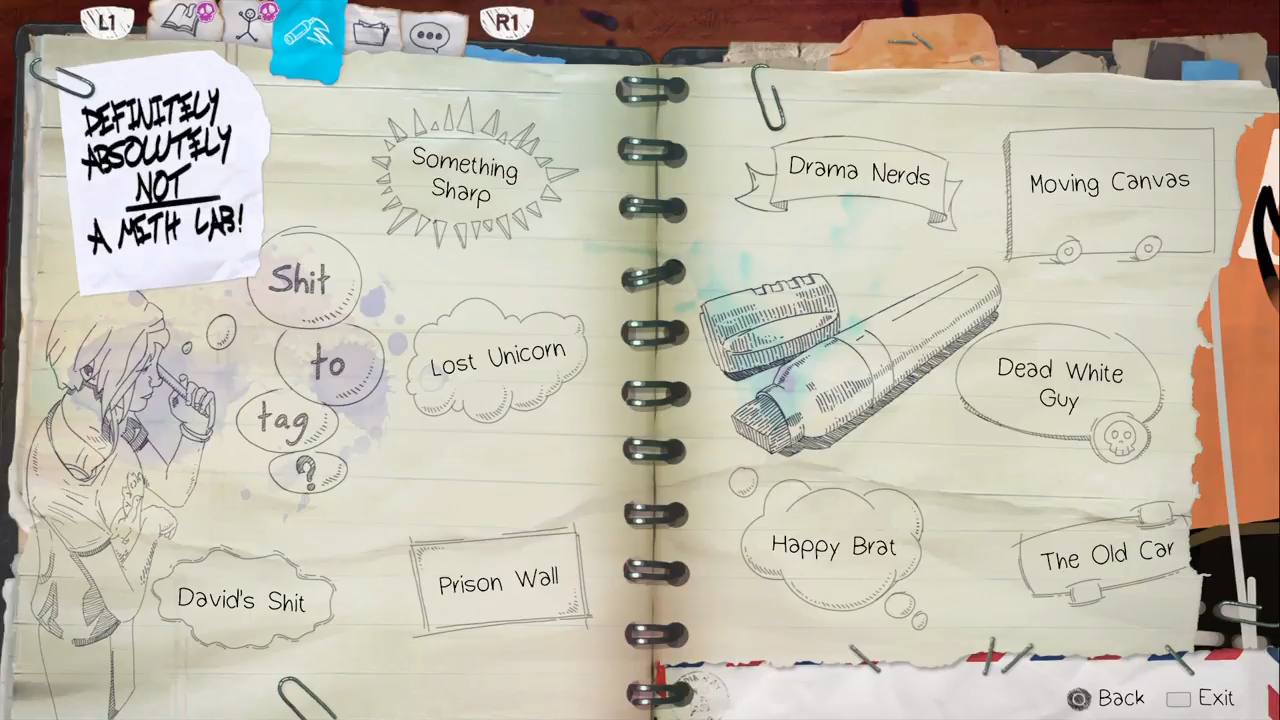 L1
R1
DEFINITELY
ABSOLUTELY
NOT
A METH LAB!
Something
Sharp
Shit
to
tag
?
Lost Unicorn
David's Shit
Prison Wall
Drama Nerds
Moving Canvas
Dead White
Guy
Happy Brat
The Old Car
Back
Exit